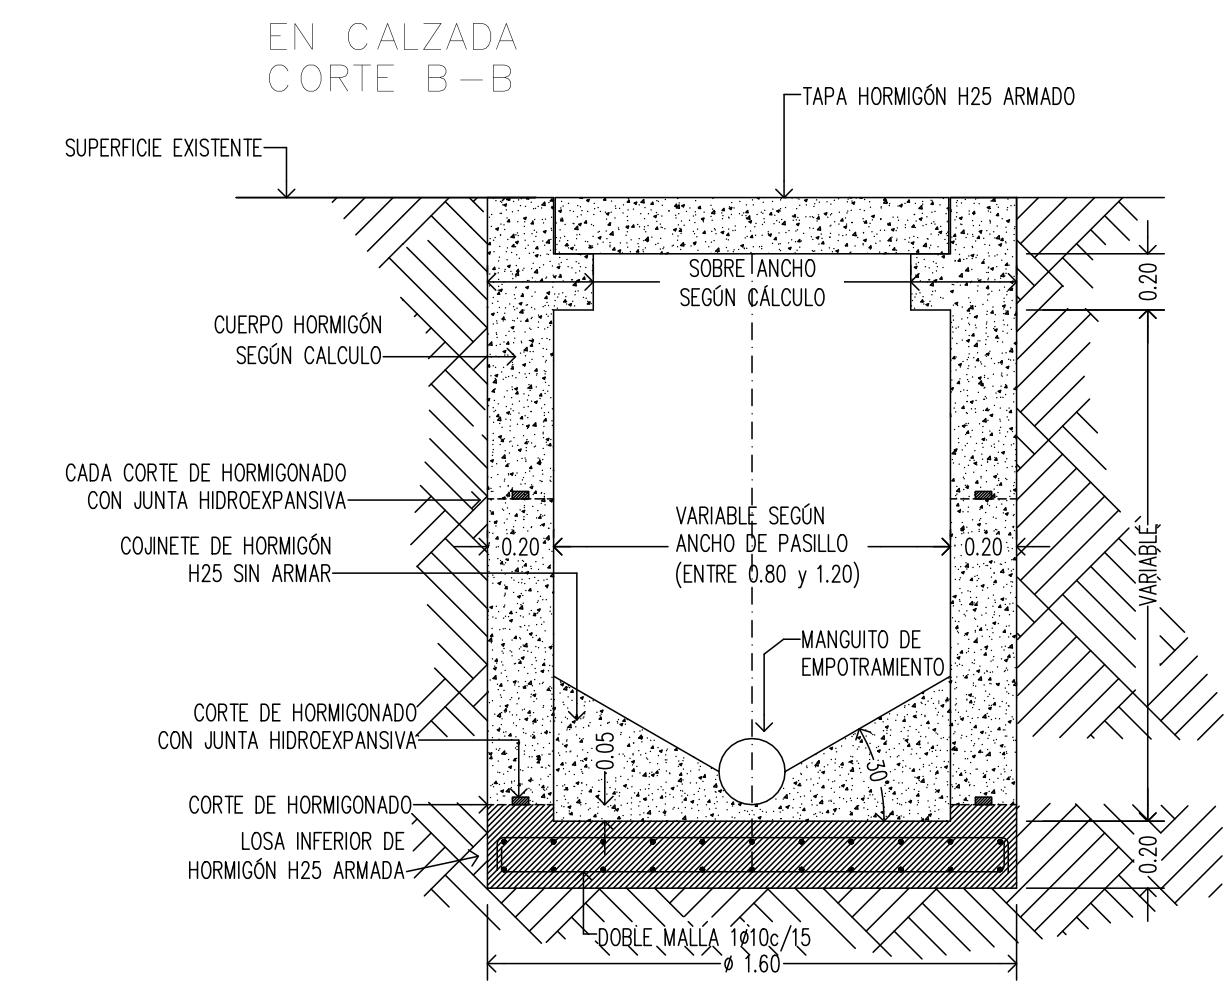 EN CALZADA
CORTE B-B
TAPA HORMIGÓN H25 ARMADO
SUPERFICIE EXISTENTE
SOBRE ANCHO
SEGÚN CÁLCULO
0.20
CUERPO HORMIGÓN
SEGÚN CALCULO
CADA CORTE DE HORMIGONADO
CON JUNTA HIDROEXPANSIVA
COJINETE DE HORMIGÓN
H25 SIN ARMAR
0.20
VARIABLE SEGÚN
ANCHO DE PASILLO
(ENTRE 0.80 y 1.20)
0.20
VARIABLE
MANGUITO DE
EMPOTRAMIENTO
CORTE DE HORMIGONADO
CON JUNTA HIDROEXPANSIVA
0.05
30°
CORTE DE HORMIGONADO
LOSA INFERIOR DE
HORMIGÓN H25 ARMADA
0.20
DOBLE MALLA 1ø10c/15
ø 1.60